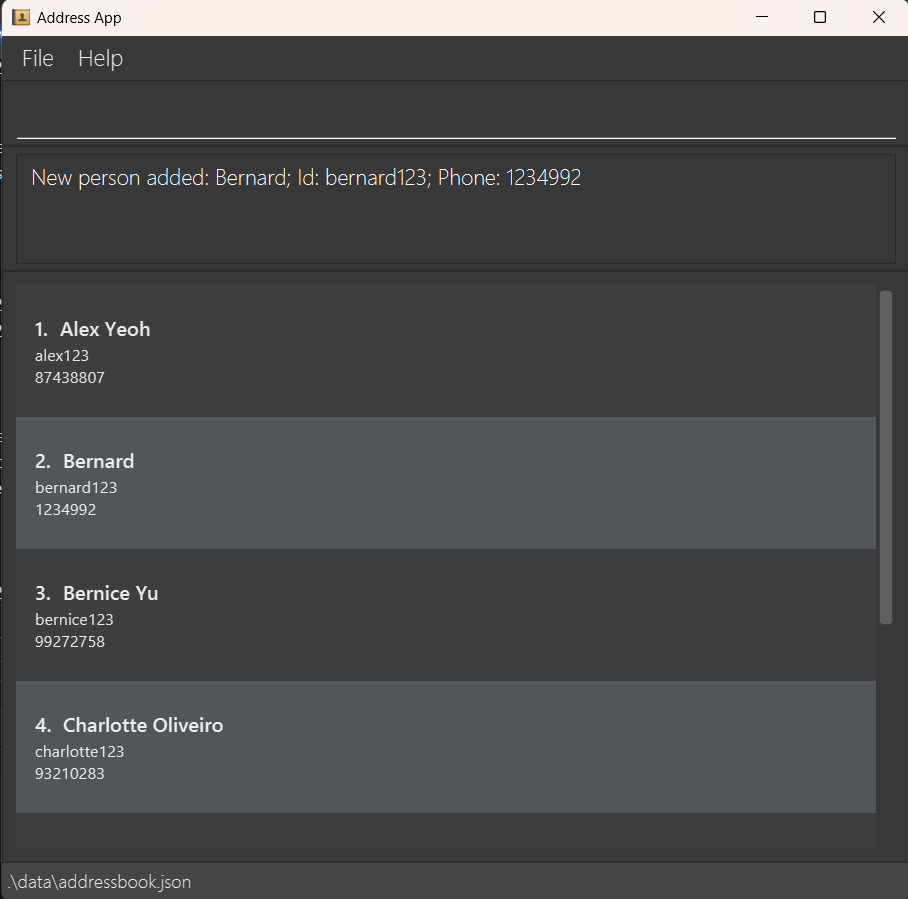 Address App
File Help
New person added: Bernard; Id: bernard123; Phone: 1234992
1. Alex Yeoh
alex123
87438807
2. Bernard
bernard123
1234992
3. Bernice Yu
bernice123
99272758
4. Charlotte Oliveiro
charlotte123
93210283
.\data\addressbook.json